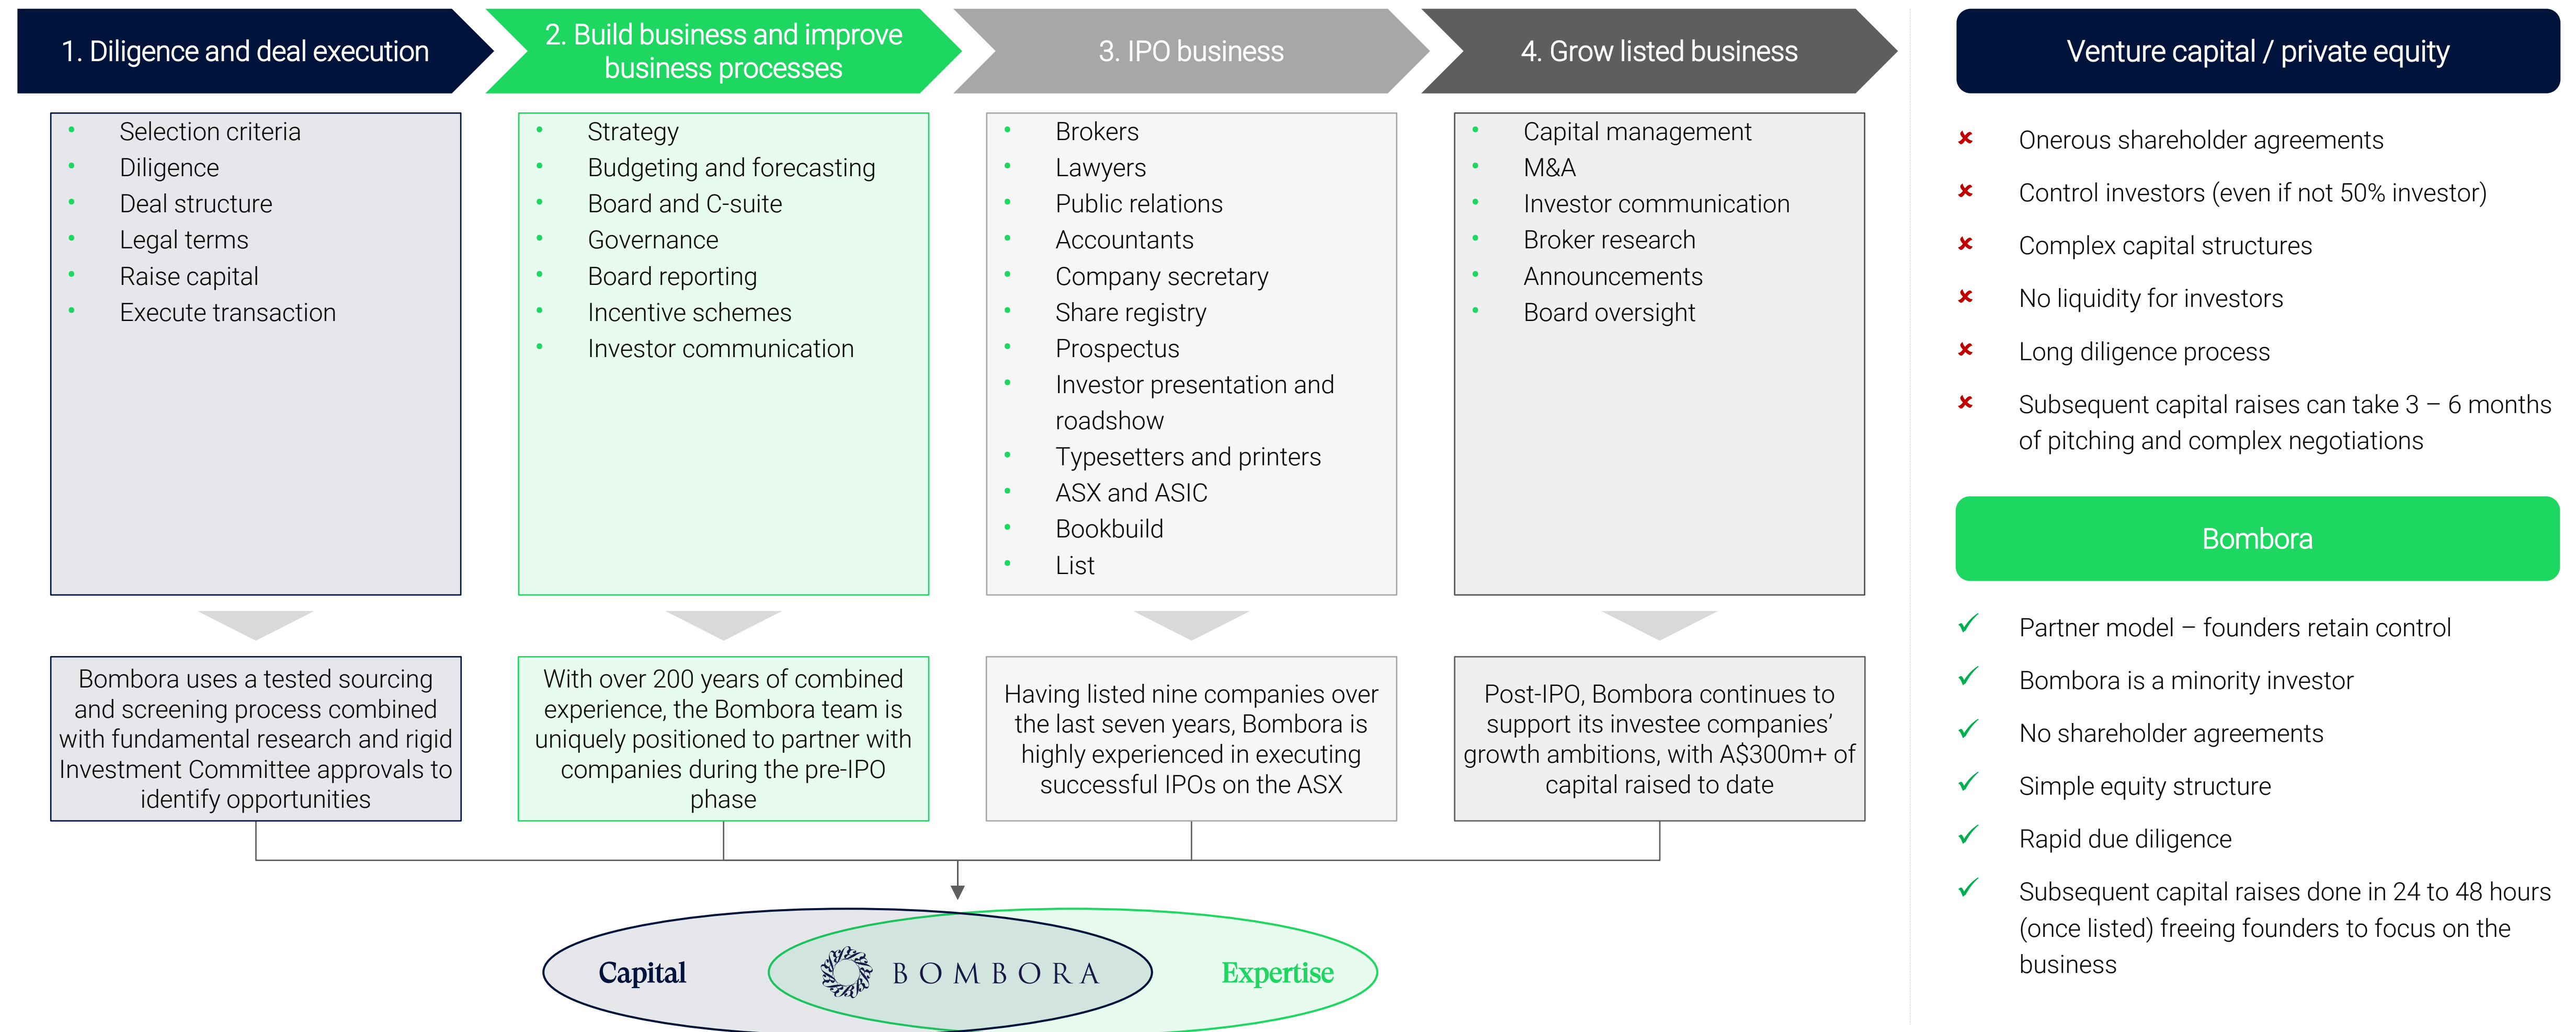 1. Diligence and deal execution
Selection criteria
Diligence
Deal structure
Legal terms
Raise capital
Execute transaction
Bombora uses a tested sourcing
and screening process combined
with fundamental research and rigid
Investment Committee approvals to
identify opportunities
2. Build business and improve
business processes
Strategy
Budgeting and forecasting
Board and C-suite
Governance
Board reporting
Incentive schemes
Investor communication
With over 200 years of combined
experience, the Bombora team is
uniquely positioned to partner with
companies during the pre-IPO
phase
3. IPO business
Brokers
Lawyers
Public relations
Accountants
Company secretary
Share registry
Prospectus
Investor presentation and
roadshow
Typesetters and printers
ASX and ASIC
Bookbuild
List
Having listed nine companies over
the last seven years, Bombora is
highly experienced in executing
successful IPOs on the ASX
4. Grow listed business
Capital management
M&A
Investor communication
Broker research
Announcements
Board oversight
Post-IPO, Bombora continues to
support its investee companies’
growth ambitions, with A$300m+ of
capital raised to date
Capital
BOMBORA
Expertise
Venture capital / private equity
Onerous shareholder agreements
Control investors (even if not 50% investor)
Complex capital structures
No liquidity for investors
Long diligence process
Subsequent capital raises can take 3 – 6 months
of pitching and complex negotiations
Bombora
Partner model – founders retain control
Bombora is a minority investor
No shareholder agreements
Simple equity structure
Rapid due diligence
Subsequent capital raises done in 24 to 48 hours
(once listed) freeing founders to focus on the
business